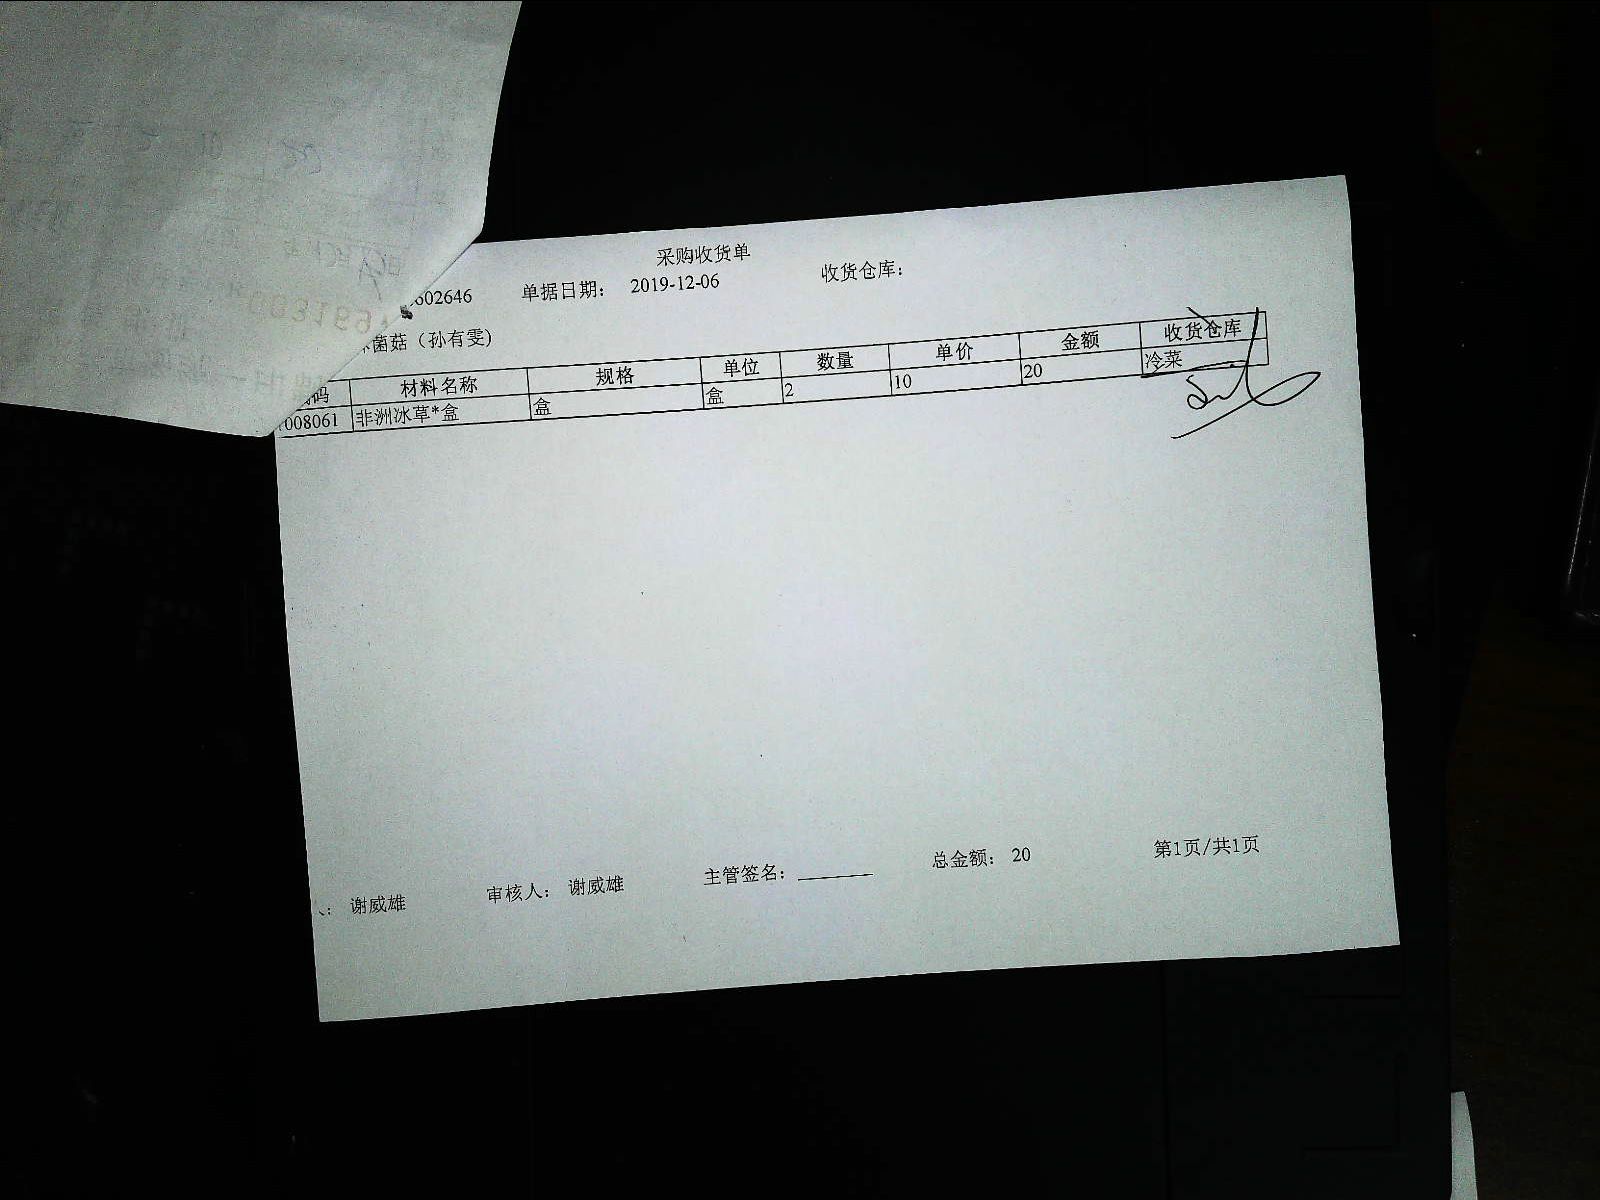 采购收货单
602646 单据日期： 2019-12-06 收货仓库：
菌菇（孙有雯)
码 材料名称 规格 单位 数量 单价 金额 收货仓库
008061 非洲冰草*盒 盒 盒 2 10 20 冷菜
谢威雄 审核人： 谢威雄 主管签名： 总金额： 20 第1页/共1页